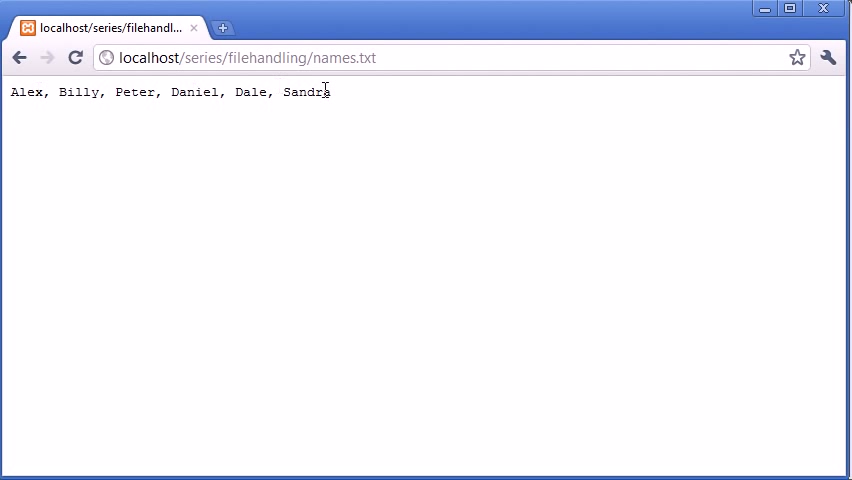 localhost/series/filehandl...
localhost/series/filehandling/names.txt
Alex, Billy, Peter, Daniel, Dale, Sandra